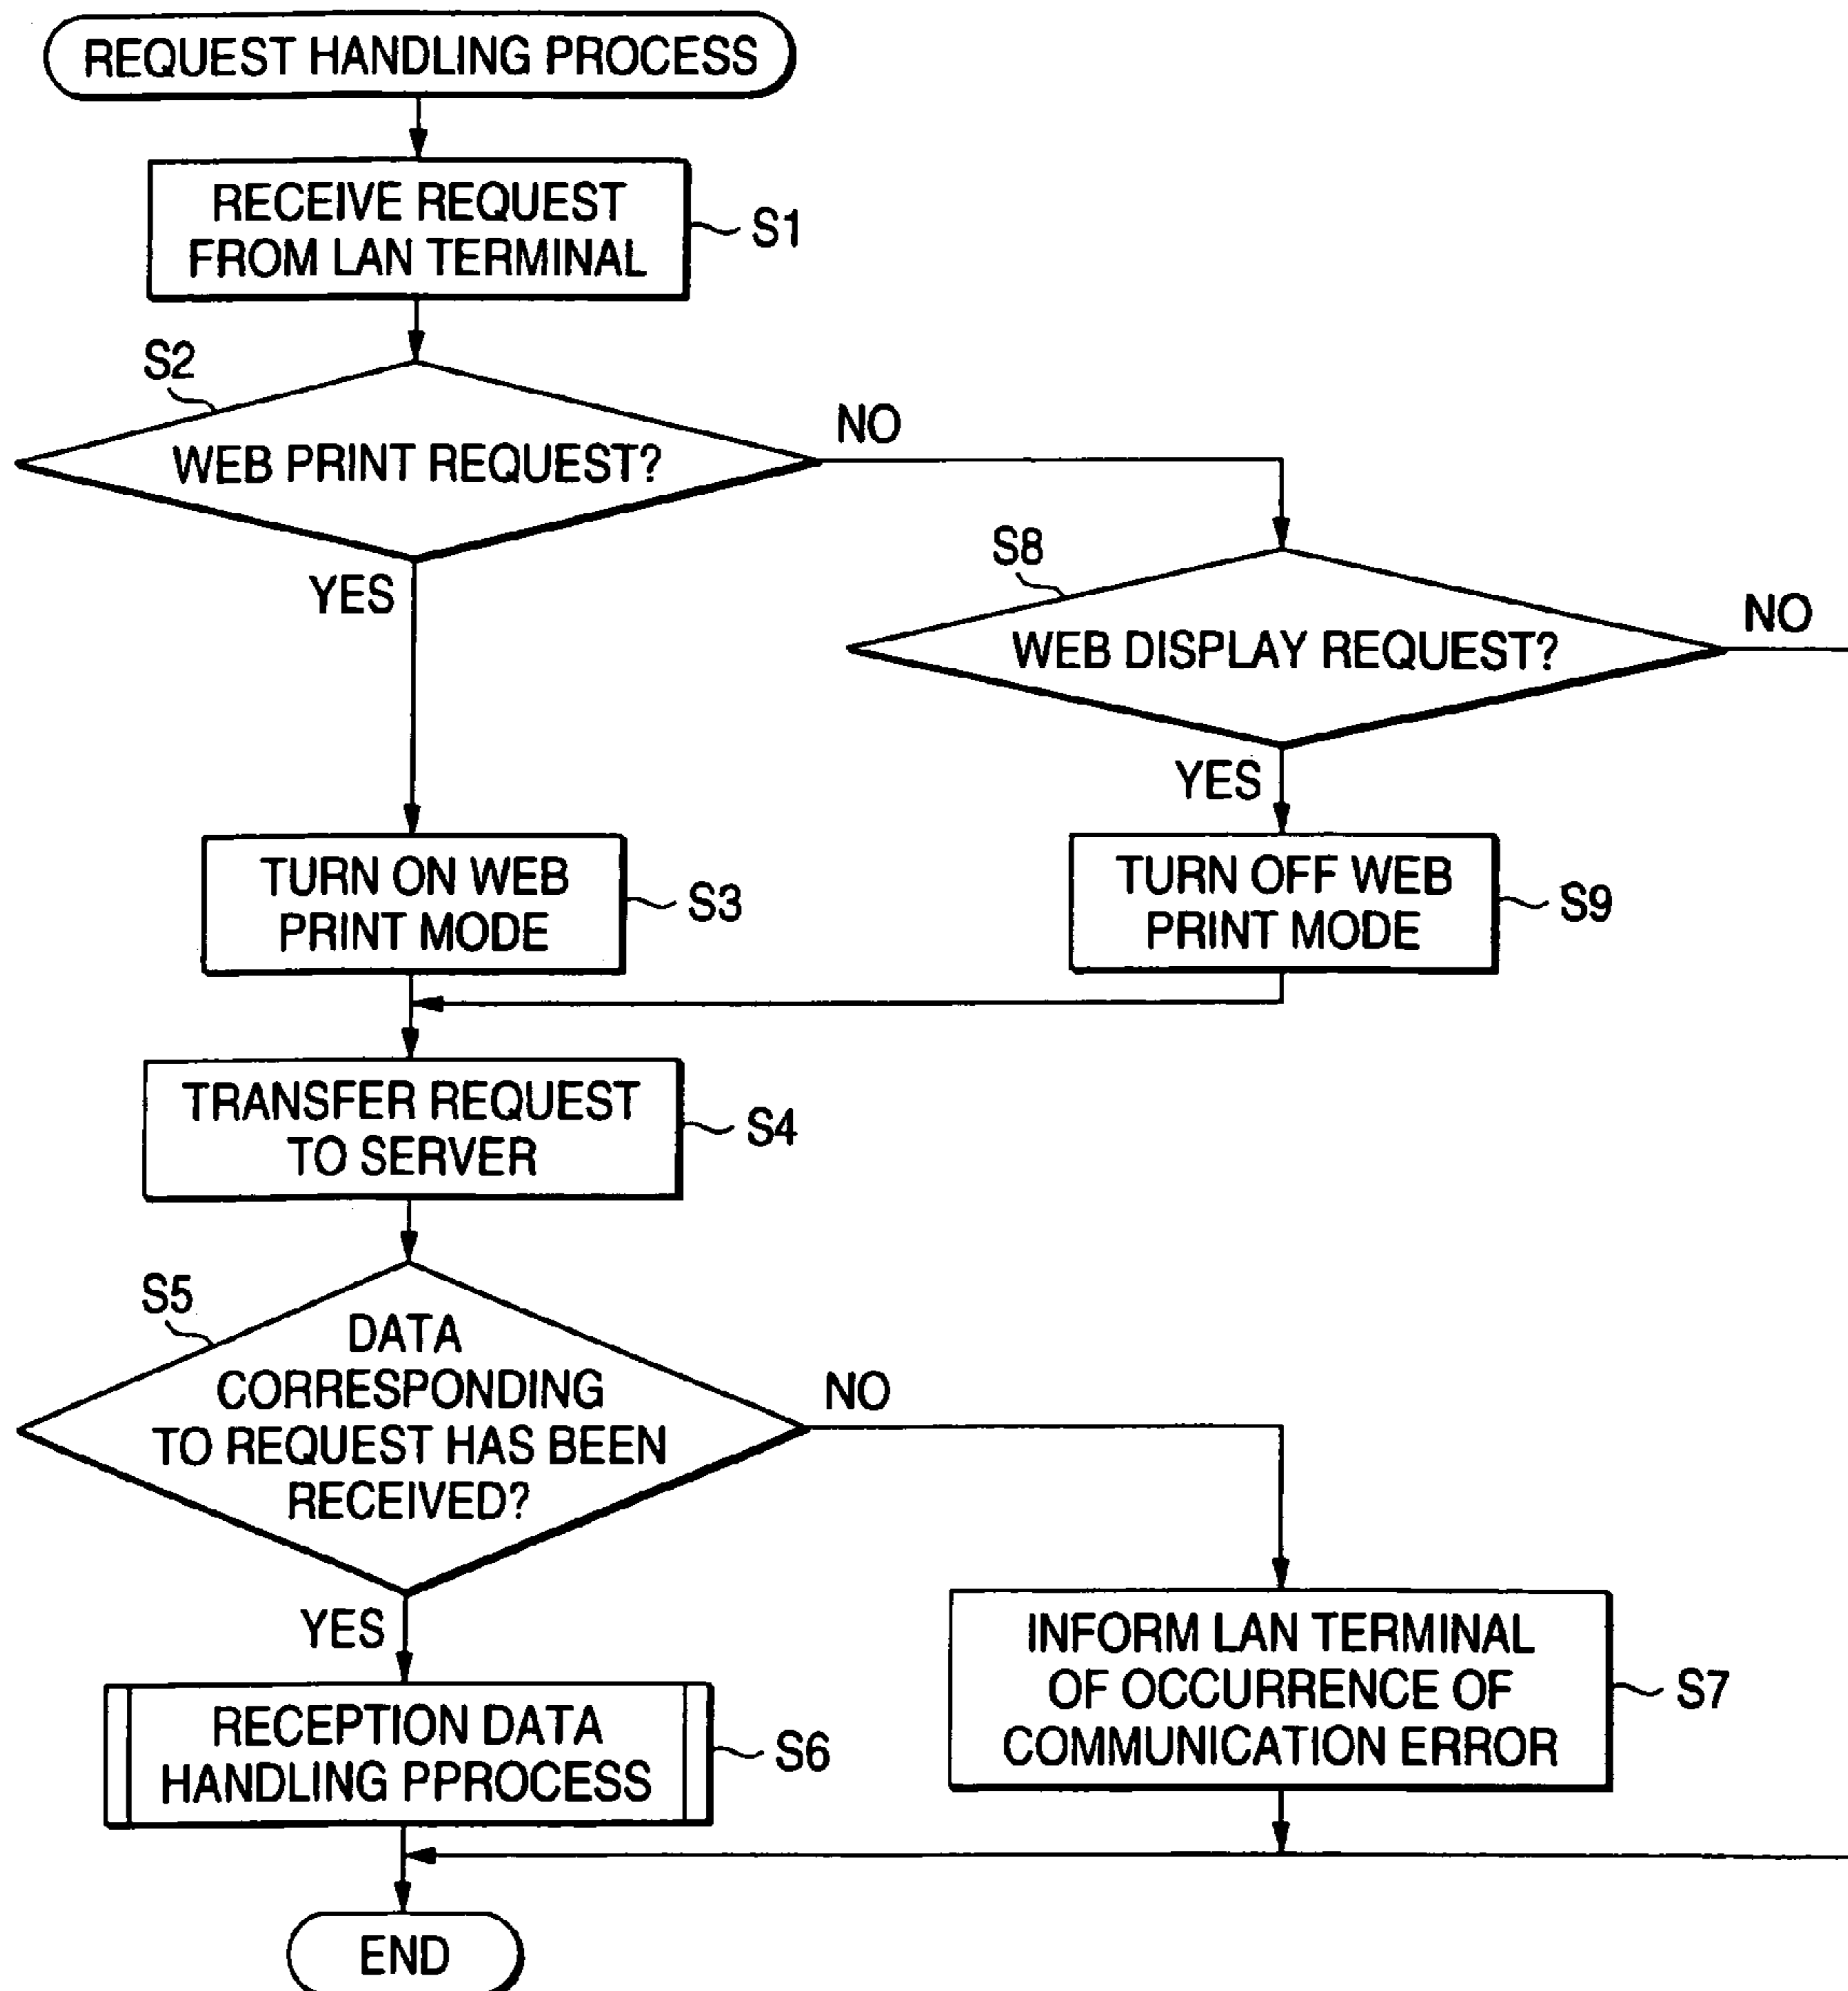 REQUEST HANDLING PROCESS
RECEIVE REQUEST
FROM LAN TERMINAL
S1
S2
WEB PRINT REQUEST?
NO
YES
S8
WEB DISPLAY REQUEST?
NO
YES
TURN ON WEB
PRINT MODE
S3
TURN OFF WEB
PRINT MODE
S9
TRANSFER REQUEST
TO SERVER
S4
S5
DATA
CORRESPONDING
TO REQUEST HAS BEEN
RECEIVED?
NO
YES
RECEPTION DATA
HANDLING PPROCESS
S6
INFORM LAN TERMINAL
OF OCCURRENCE OF
COMMUNICATION ERROR
S7
END